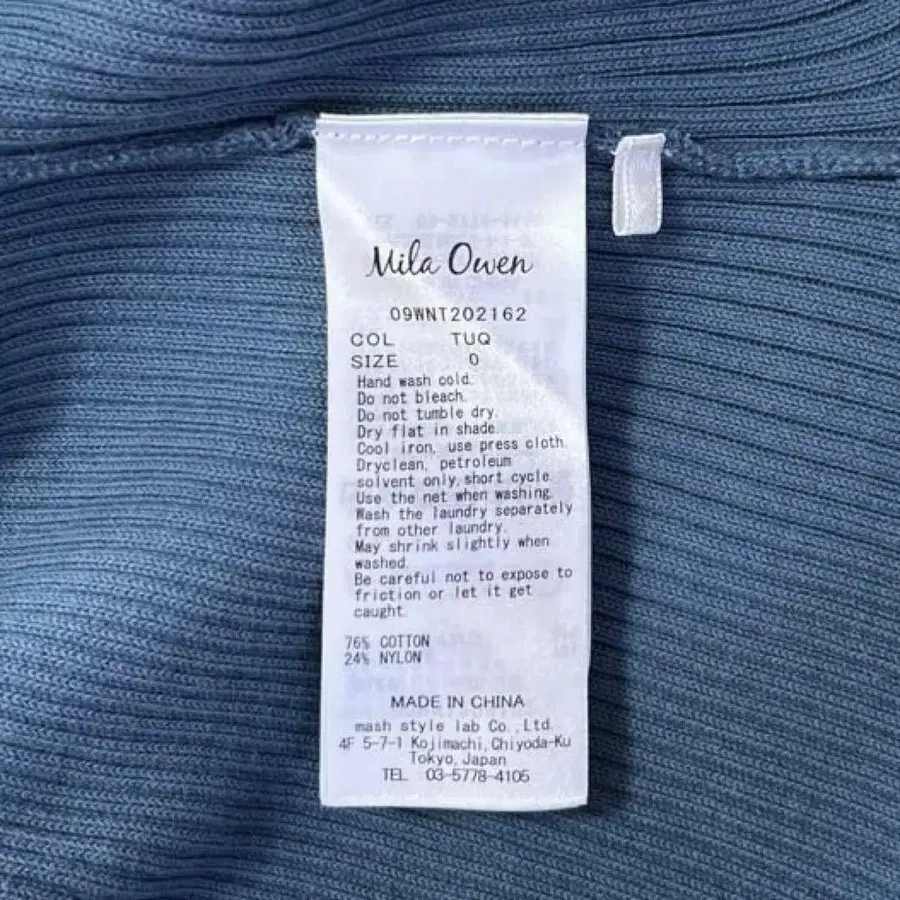 Mila Owen
09WNT202162
COL TUQ
SIZE 0
Hand wash cold.
Do not bleach.
Do not tumble dry.
Dry flat in shade.
Cool iron, use press cloth.
Dryclean, petroleum
solvent only, short cycle.
Use the net when washing.
Wash the laundry separately
from other laundry.
May shrink slightly when
washed.
Be careful not to expose to
friction or let it get
caught.
76% COTTON
24% NYLON
MADE IN CHINA
mash style lab Co., Ltd.
4F 5-7-1 Kojimachi, Chiyoda-Ku
Tokyo, Japan
TEL 03-5778-4105